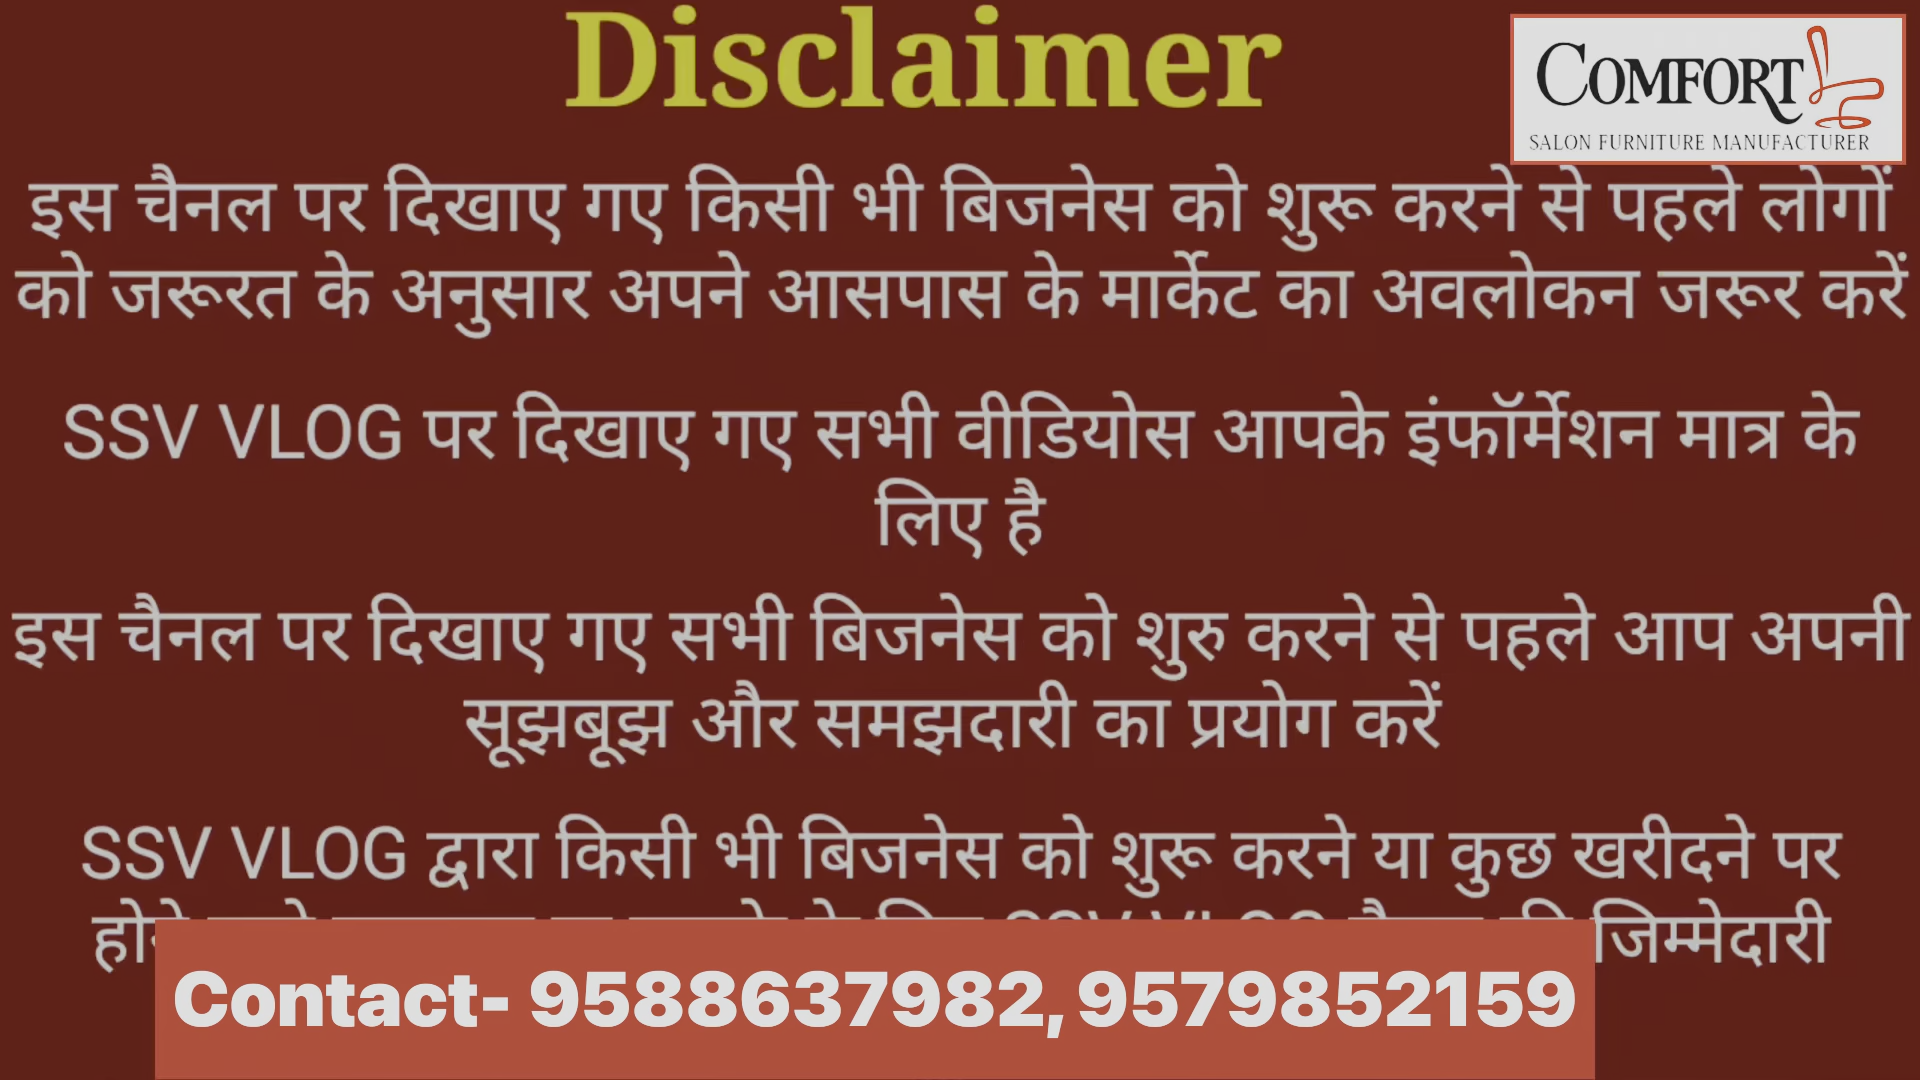 Disclaimer
COMFORT
SALON FURNITURE MANUFACTURER
इस चैनल पर दिखाए गए किसी भी बिजनेस को शुरू करने से पहले लोगों
को जरूरत के अनुसार अपने आसपास के मार्केट का अवलोकन जरूर करें
SSV VLOG पर दिखाए गए सभी वीडियोस आपके इंफॉर्मेशन मात्र के
लिए है
इस चैनल पर दिखाए गए सभी बिजनेस को शुरु करने से पहले आप अपनी
सूझबूझ और समझदारी का प्रयोग करें
SSV VLOG द्वारा किसी भी बिजनेस को शुरू करने या कुछ खरीदने पर
जिम्मेदारी
Contact- 9588637982, 9579852159